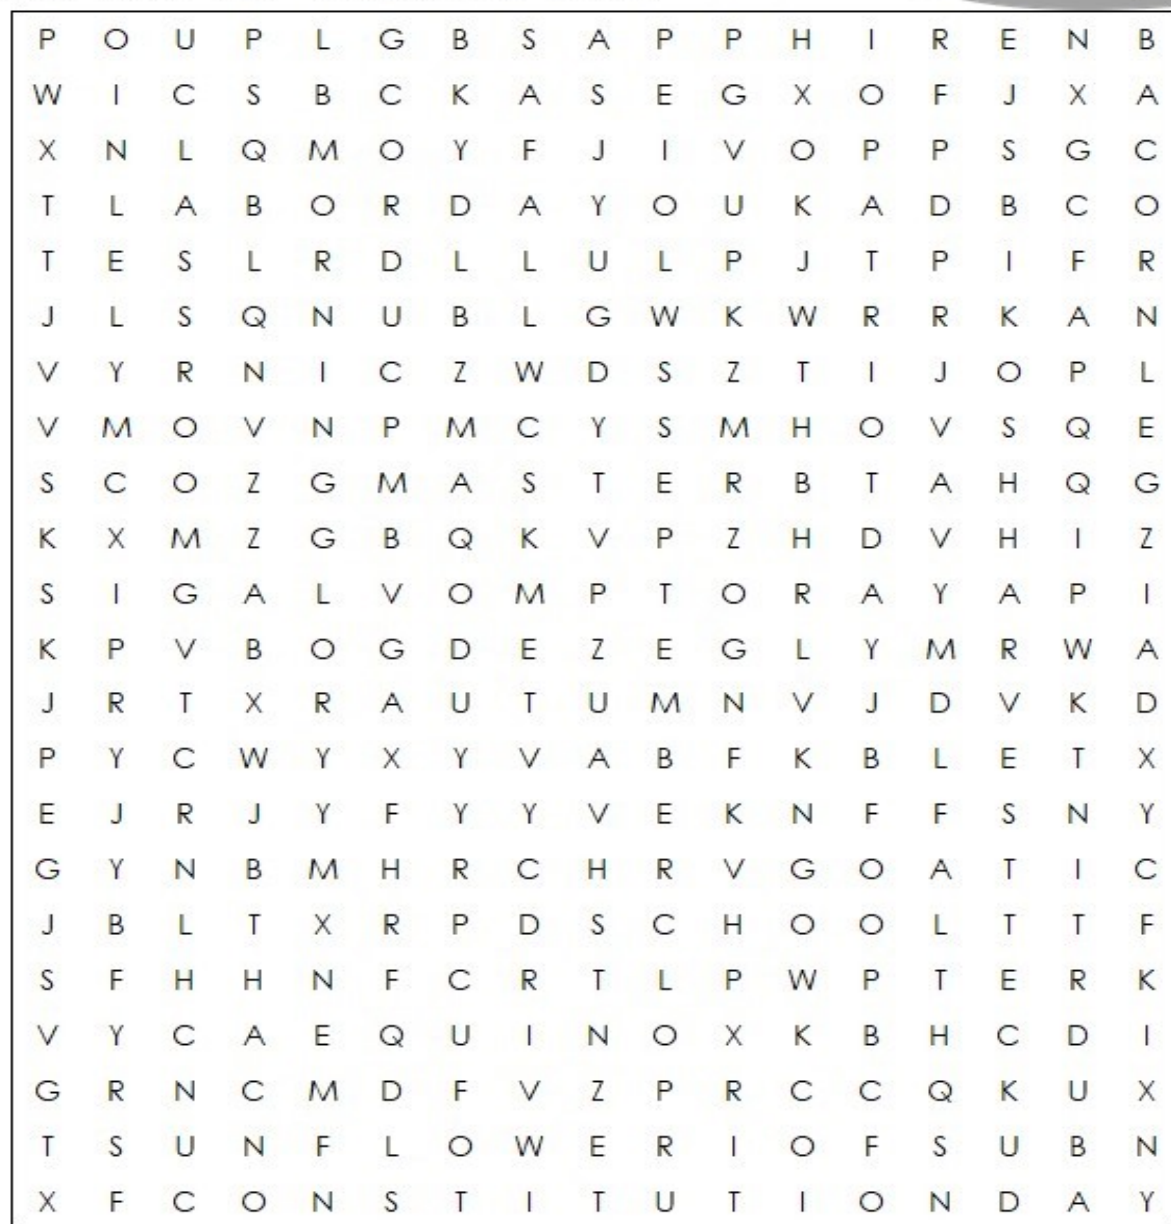 P O U P L G B S A P P H I R E N B
W I C S B C K A S E G X O F J X A
X N L Q M O Y F J I V O P P S G C
T L A B O R D A Y O U K A D B C O
T E S L R D L L U L P J T P I F R
J L S Q N U B L G W K W R R K A N
V Y R N I C Z W D S Z T I J O P L
V M O V N P M C Y S M H O V S Q E
S C O Z G M A S T E R B T A H Q G
K X M Z G B Q K V P Z H D V H I Z
S I G A L V O M P T O R A Y A P I
K P V B O G D E Z E G L Y M R W A
J R T X R A U T U M N V J D V K D
P Y C W Y X Y V A B F K B L E T X
E J R J Y F Y Y V E K N F F S N Y
G Y N B M H R C H R V G O A T I C
J B L T X R P D S C H O O L T T F
S F H H N F C R T L P W P T E R K
V Y C A E Q U I N O X K B H C D I
G R N C M D F V Z P R C C Q K U X
T S U N F L O W E R I O F S U B N
X F C O N S T I T U T I O N D A Y